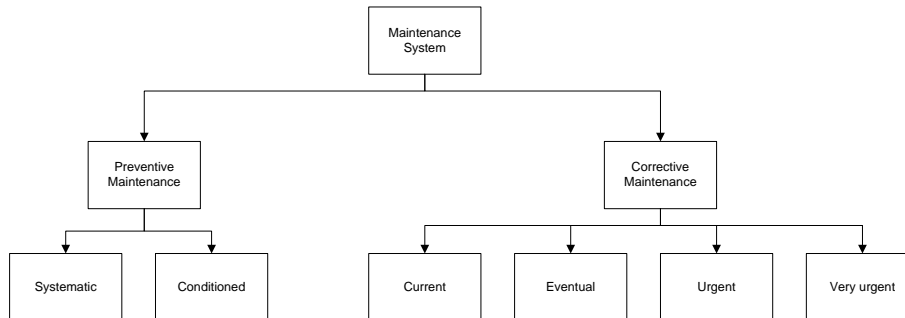 Maintenance
System
Preventive
Maintenance
Corrective
Maintenance
Systematic
Conditioned
Current
Eventual
Urgent
Very urgent